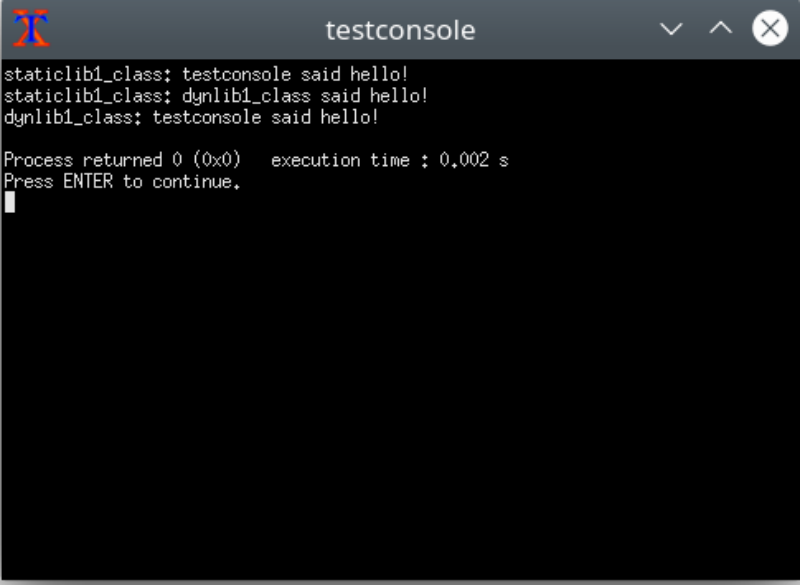 testconsole
staticlib1_class: testconsole said hello!
staticlib1_class: dynlib1_class said hello!
dynlib1_class: testconsole said hello!
Process returned 0 (0x0)   execution time : 0.002 s
Press ENTER to continue.